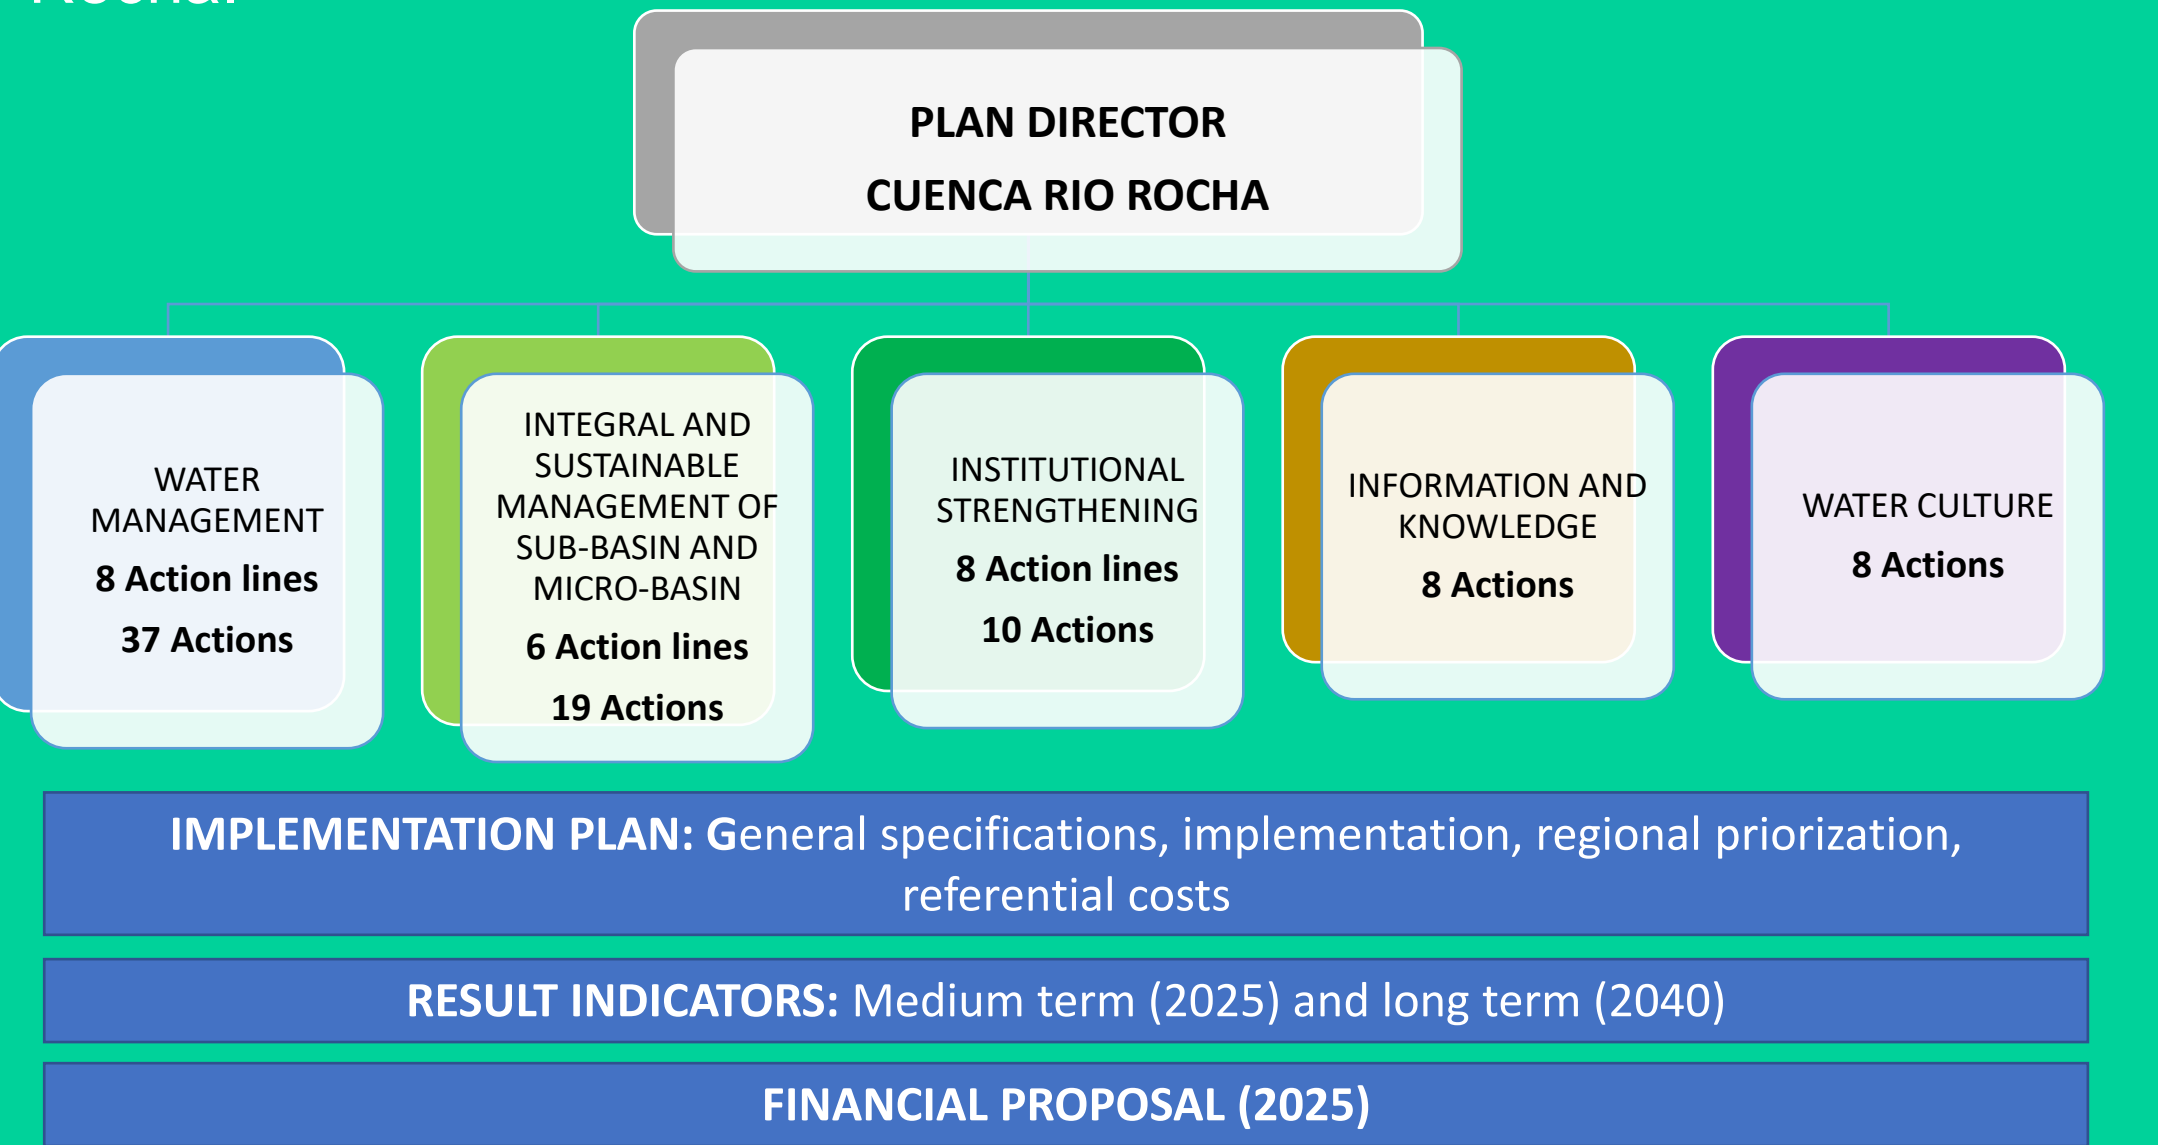 PLAN DIRECTOR
CUENCA RIO ROCHA
WATER
MANAGEMENT
8 Action lines
37 Actions
INTEGRAL AND
SUSTAINABLE
MANAGEMENT OF
SUB-BASIN AND
MICRO-BASIN
6 Action lines
19 Actions
INSTITUTIONAL
STRENGTHENING
8 Action lines
10 Actions
INFORMATION AND
KNOWLEDGE
8 Actions
WATER CULTURE
8 Actions
IMPLEMENTATION PLAN: General specifications, implementation, regional priorization,
referential costs
RESULT INDICATORS: Medium term (2025) and long term (2040)
FINANCIAL PROPOSAL (2025)